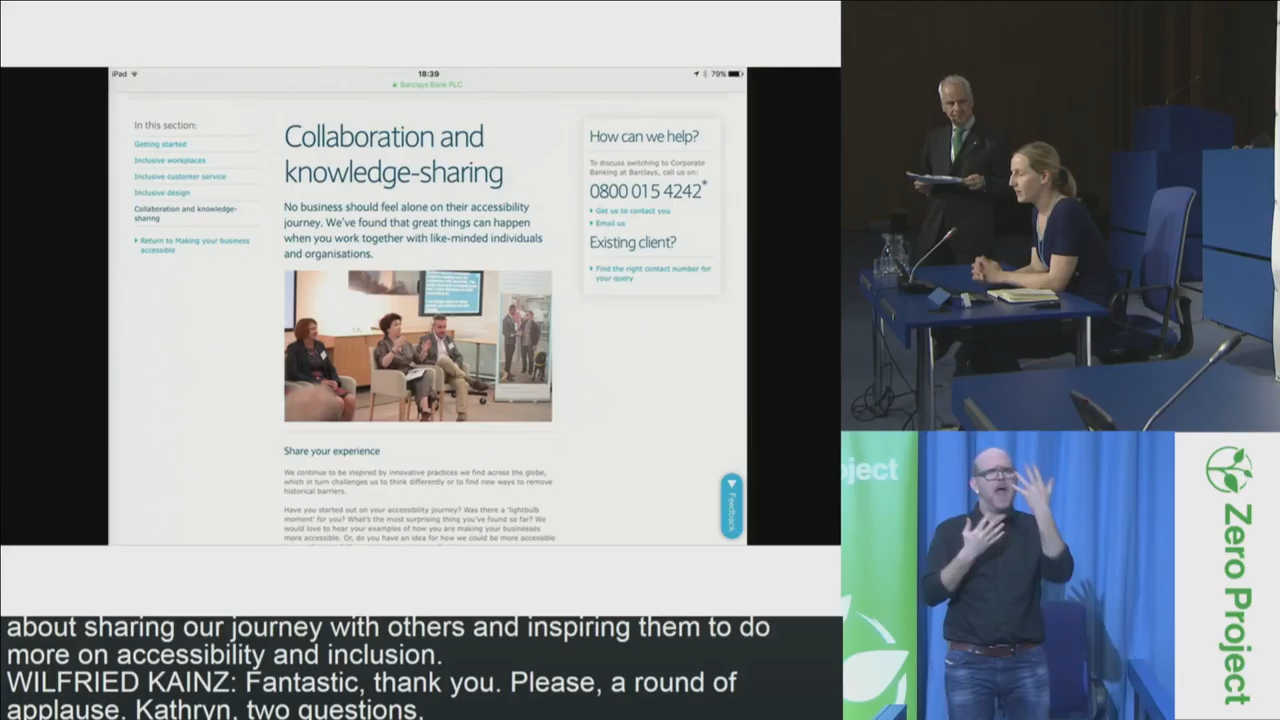 iPad
18:39
79%
Barclays Bank PLC
In this section:
Getting started
Inclusive workplaces
Inclusive customer service
Inclusive design
Collaboration and knowledge-
sharing
Return to Making your business
accessible
Collaboration and
knowledge-sharing
No business should feel alone on their accessibility
journey. We've found that great things can happen
when you work together with like-minded individuals
and organisations.
Share your experience
We continue to be inspired by innovative practices we find across the globe,
which in turn challenges us to think differently or to find new ways to remove
historical barriers.
Have you started out on your accessibility journey? Was there a 'lightbulb
moment' for you? What's the most surprising thing you've found so far? We
would love to hear your examples of how you are making your businesses
more accessible. Or, do you have an idea for how we could be more accessible
How can we help?
To discuss switching to Corporate
Banking at Barclays, call us on:
0800 015 4242*
Get us to contact you
Email us
Existing client?
Find the right contact number for
your query
Feedback
about sharing our journey with others and inspiring them to do
more on accessibility and inclusion.
WILFRIED KAINZ: Fantastic, thank you. Please, a round of
applause. Kathryn, two questions.
oject
Zero Project